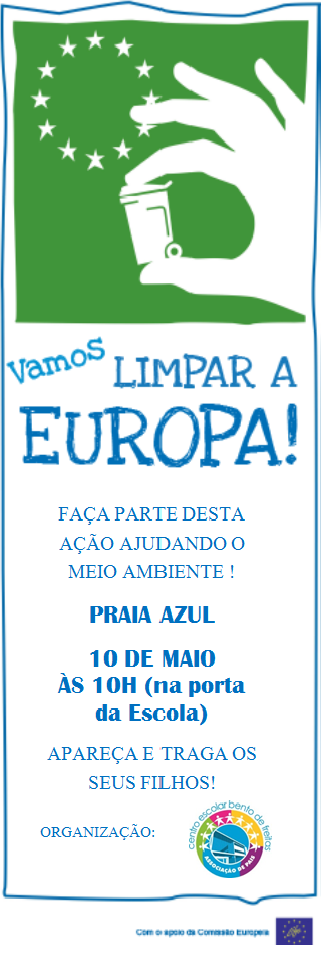 Vamos
LIMPAR A
EUROPA!
FAÇA PARTE DESTA
AÇÃO AJUDANDO O
MEIO AMBIENTE !
PRAIA AZUL
10 DE MAIO
ÀS 10H (na porta
da Escola)
APAREÇA E TRAGA OS
SEUS FILHOS!
ORGANIZAÇÃO:
centro escolar bento de freitas
ASSOCIAÇÃO DE PAIS
Com o apoio da Comissão Europeia